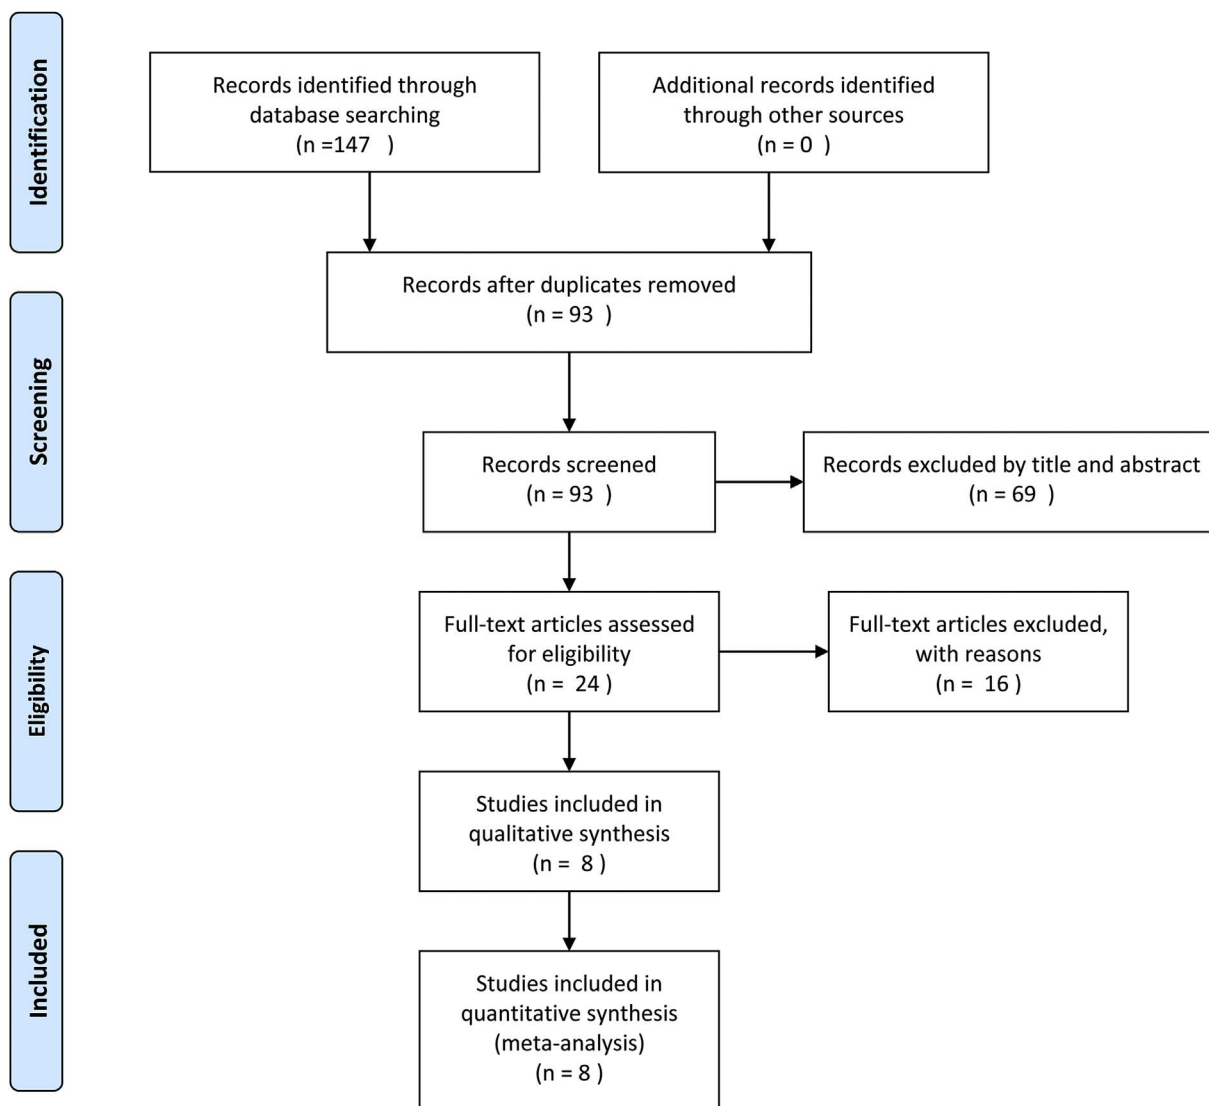 Identification
Records identified through
database searching
(n =147   )
Additional records identified
through other sources
(n = 0  )
Records after duplicates removed
(n = 93  )
Screening
Records screened
(n = 93  )
Records excluded by title and abstract
(n = 69  )
Eligibility
Full-text articles assessed
for eligibility
(n =  24 )
Full-text articles excluded,
with reasons
(n =  16 )
Studies included in
qualitative synthesis
(n =  8 )
Included
Studies included in
quantitative synthesis
(meta-analysis)
(n = 8 )